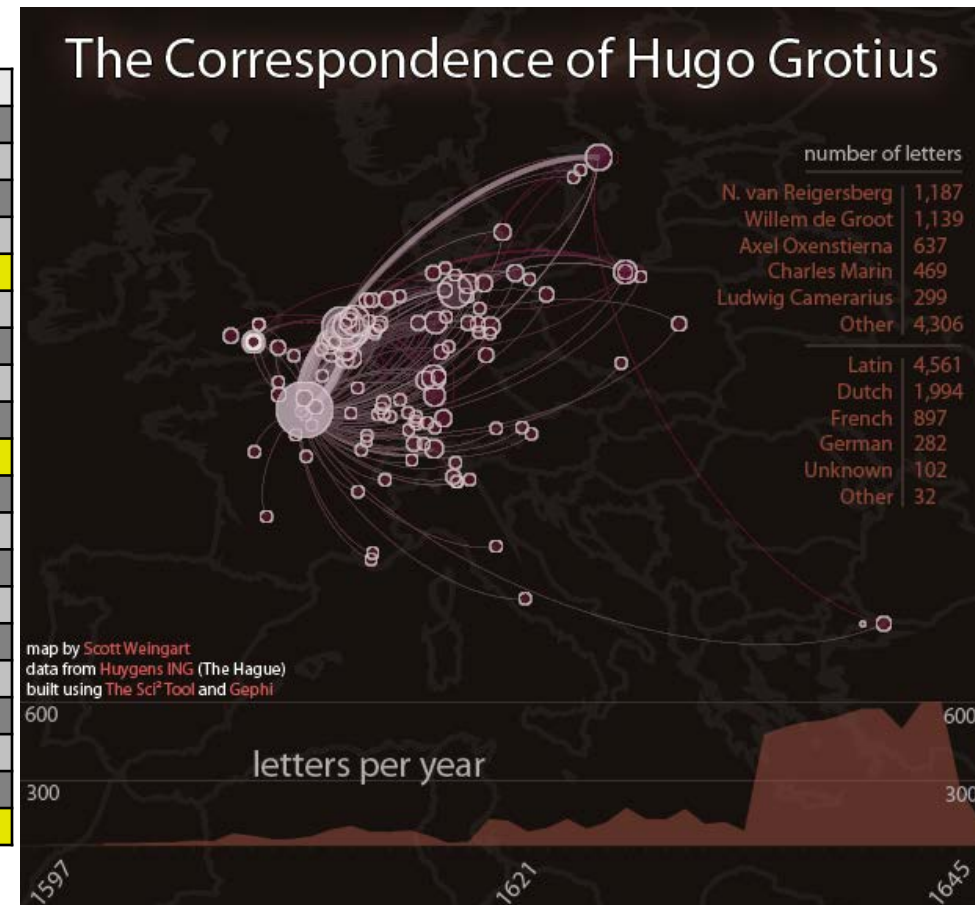 The Correspondence of Hugo Grotius
number of letters
N. van Reigersberg 1,187
Willem de Groot 1,139
Axel Oxenstierna 637
Charles Marin 469
Ludwig Camerarius 299
Other 4,306
Latin 4,561
Dutch 1,994
French 897
German 282
Unknown 102
Other 32
map by Scott Weingart
data from Huygens ING (The Hague)
built using The Sci² Tool and Gephi
600 600
letters per year
300 300
1597 1621 1645